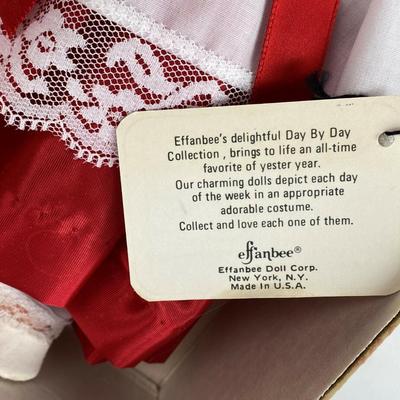 Effanbee's delightful Day By Day
Collection , brings to life an all-time
favorite of yester year.
Our charming dolls depict each day
of the week in an appropriate
adorable costume.
Collect and love each one of them.
effanbee®
Effanbee Doll Corp.
New York, N.Y.
Made in U.S.A.